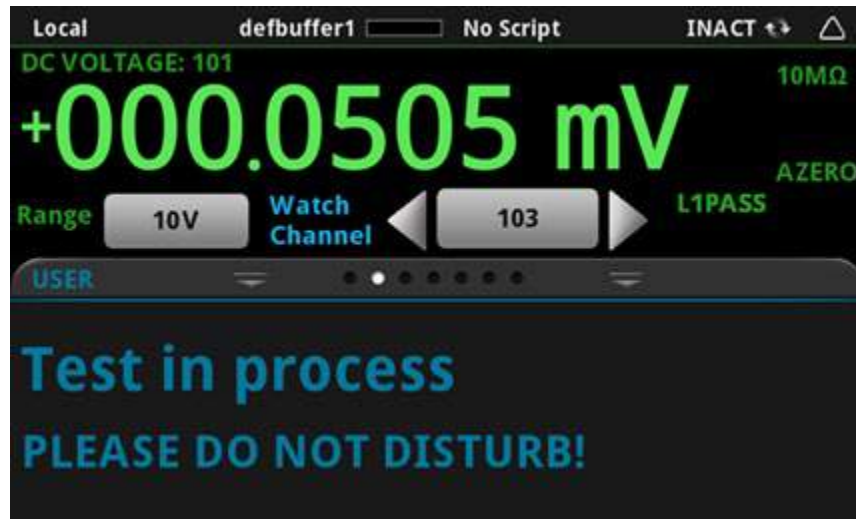 Local defbuffer1 No Script INACT
DC VOLTAGE: 101
10MΩ
+000.0505 mV
AZERO
Range 10V Watch Channel 103 L1PASS
USER
Test in process
PLEASE DO NOT DISTURB!